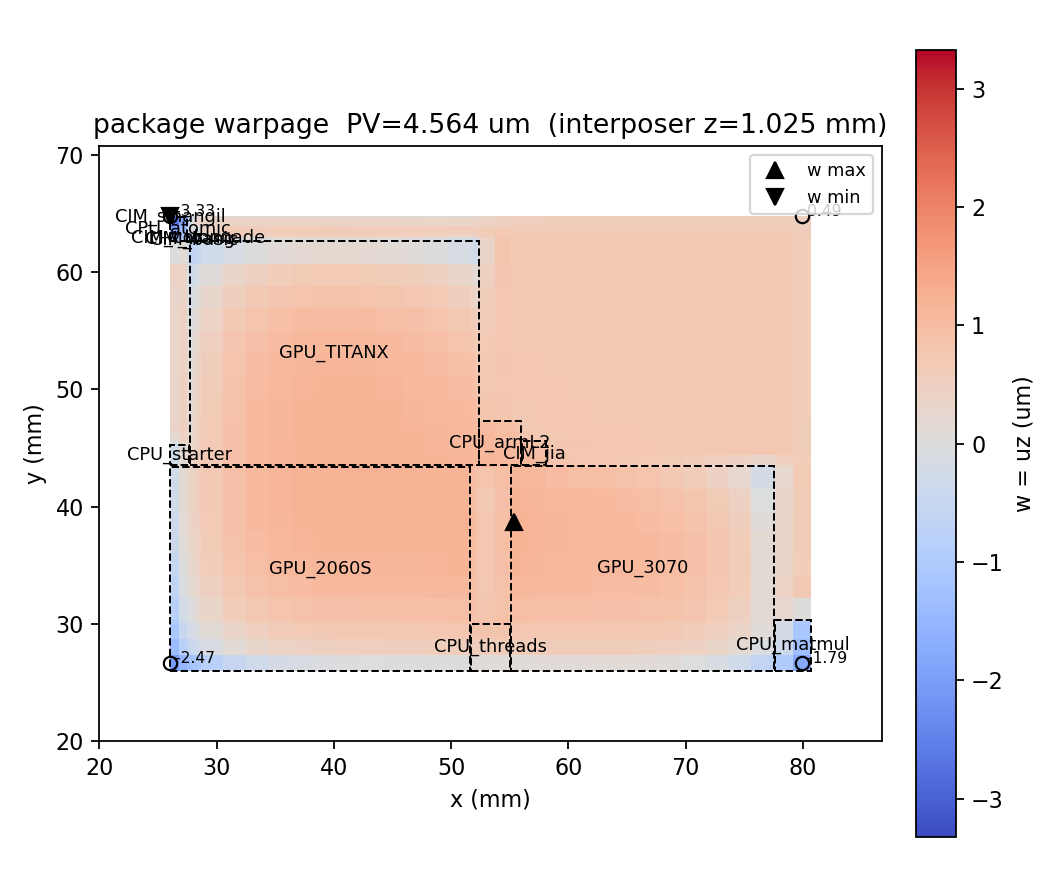 package warpage  PV=4.564 um  (interposer z=1.025 mm)
w max
w min
70
60
50
40
30
20
y (mm)
-3.33
0.49
CPU_atomic
GPU_TITANX
CPU_arml2
CIM_jia
CPU_starter
GPU_2060S
GPU_3070
CPU_threads
CPU_matmul
-2.47
-1.79
20
30
40
50
60
70
80
x (mm)
3
2
1
0
−1
−2
−3
w = uz (um)